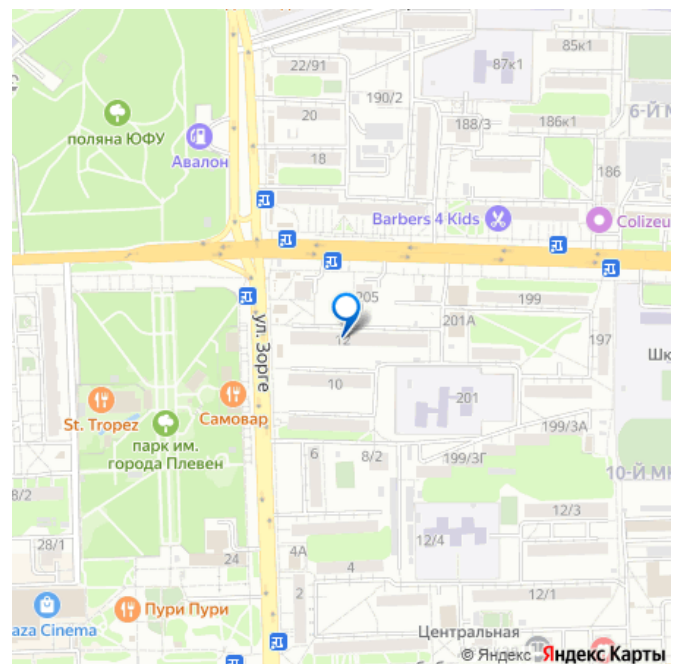 85к1
22/91
87к1
190/2
6-Й М
20
188/3
186к1
поляна ЮФУ
Авалон
18
186
Barbers 4 Kids
Colizeu
205
199
201А
ул. Зорге
12
197
Шк
10
201
St. Tropez
Самовар
парк им.
города Плевен
199/3А
6
8/2
199/3Г
10-Й МК
8/2
12/3
28/1
12/4
24
4А
4
2
12/1
Пури Пури
aza Cinema
Центральная
© Яндекс Яндекс Карты